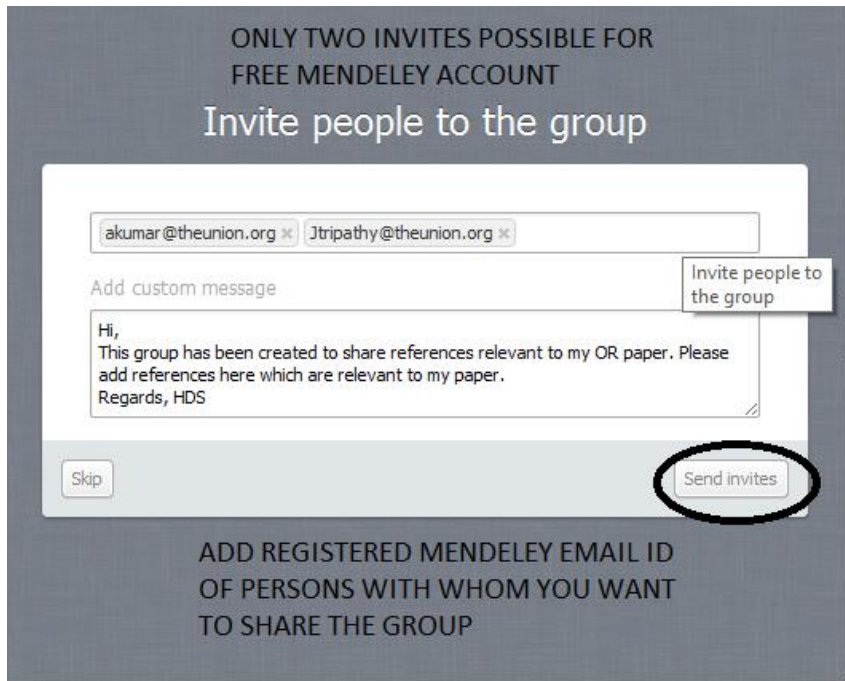 ONLY TWO INVITES POSSIBLE FOR
FREE MENDELEY ACCOUNT
Invite people to the group
akumar@theunion.org × Jtripathy@theunion.org ×
Invite people to
the group
Add custom message
Hi,
This group has been created to share references relevant to my OR paper. Please
add references here which are relevant to my paper.
Regards, HDS
Skip
Send invites
ADD REGISTERED MENDELEY EMAIL ID
OF PERSONS WITH WHOM YOU WANT
TO SHARE THE GROUP